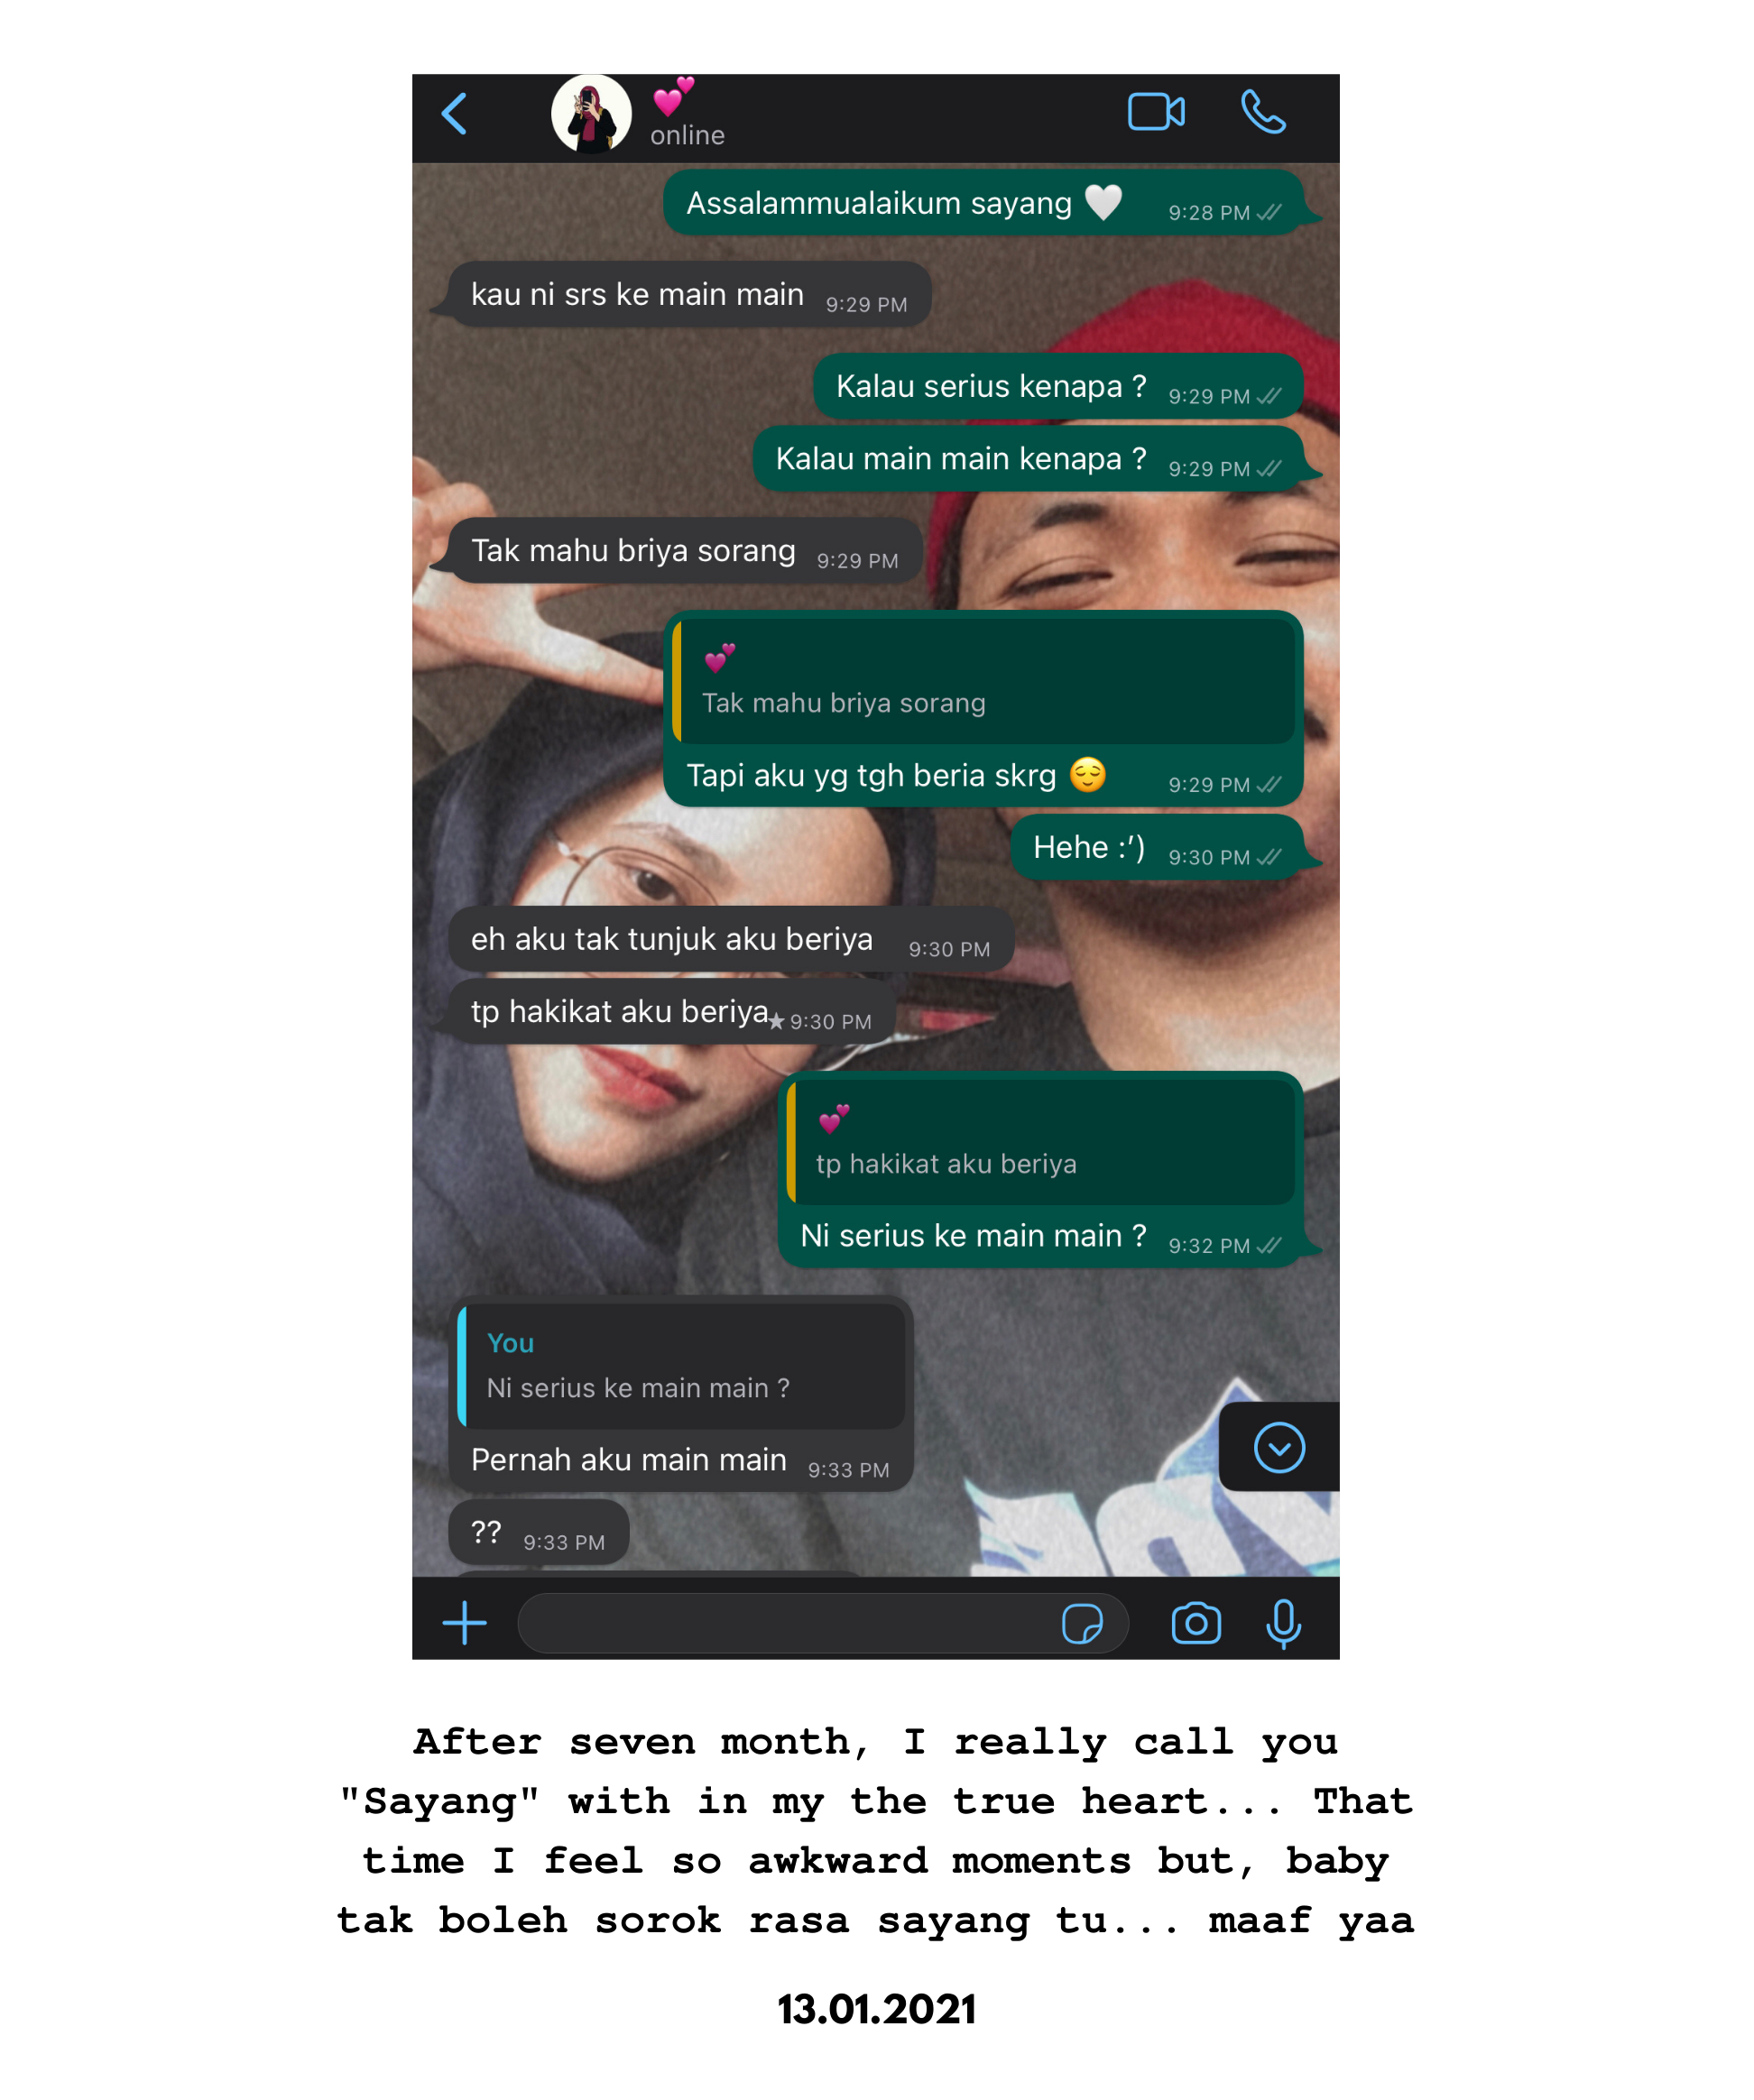 💕
online
Assalammualaikum sayang 🤍 9:28 PM
kau ni srs ke main main 9:29 PM
Kalau serius kenapa ? 9:29 PM
Kalau main main kenapa ? 9:29 PM
Tak mahu briya sorang 9:29 PM
💕
Tak mahu briya sorang
Tapi aku yg tgh beria skrg 😌 9:29 PM
Hehe :') 9:30 PM
eh aku tak tunjuk aku beriya 9:30 PM
tp hakikat aku beriya ★ 9:30 PM
💕
tp hakikat aku beriya
Ni serius ke main main ? 9:32 PM
You
Ni serius ke main main ?
Pernah aku main main 9:33 PM
?? 9:33 PM
After seven month, I really call you
"Sayang" with in my the true heart... That
time I feel so awkward moments but, baby
tak boleh sorok rasa sayang tu... maaf yaa
13.01.2021